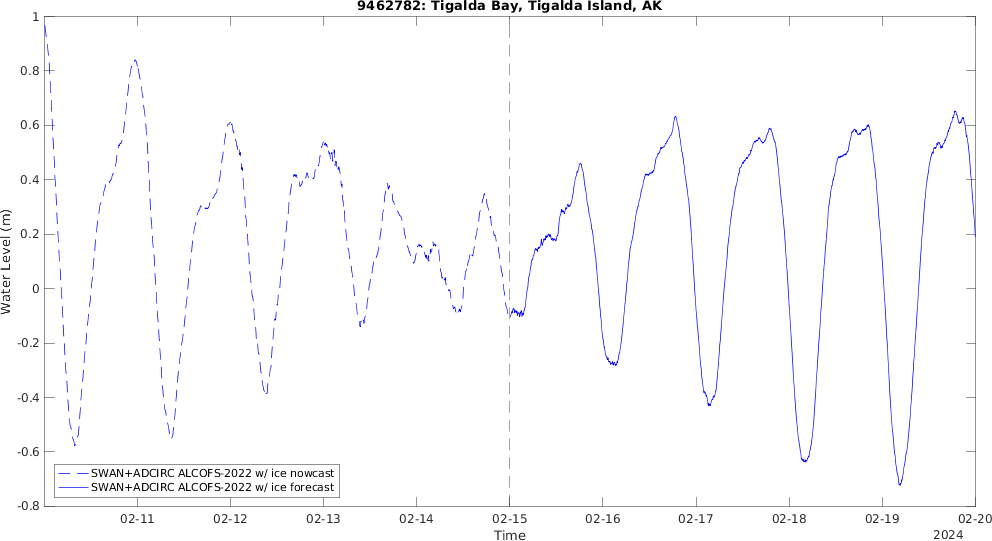 9462782: Tigalda Bay, Tigalda Island, AK
1
0.8
0.6
0.4
0.2
0
-0.2
-0.4
-0.6
-0.8
Water Level (m)
SWAN+ADCIRC ALCOFS-2022 w/ ice nowcast
SWAN+ADCIRC ALCOFS-2022 w/ ice forecast
02-11 02-12 02-13 02-14 02-15 02-16 02-17 02-18 02-19 02-20
Time
2024